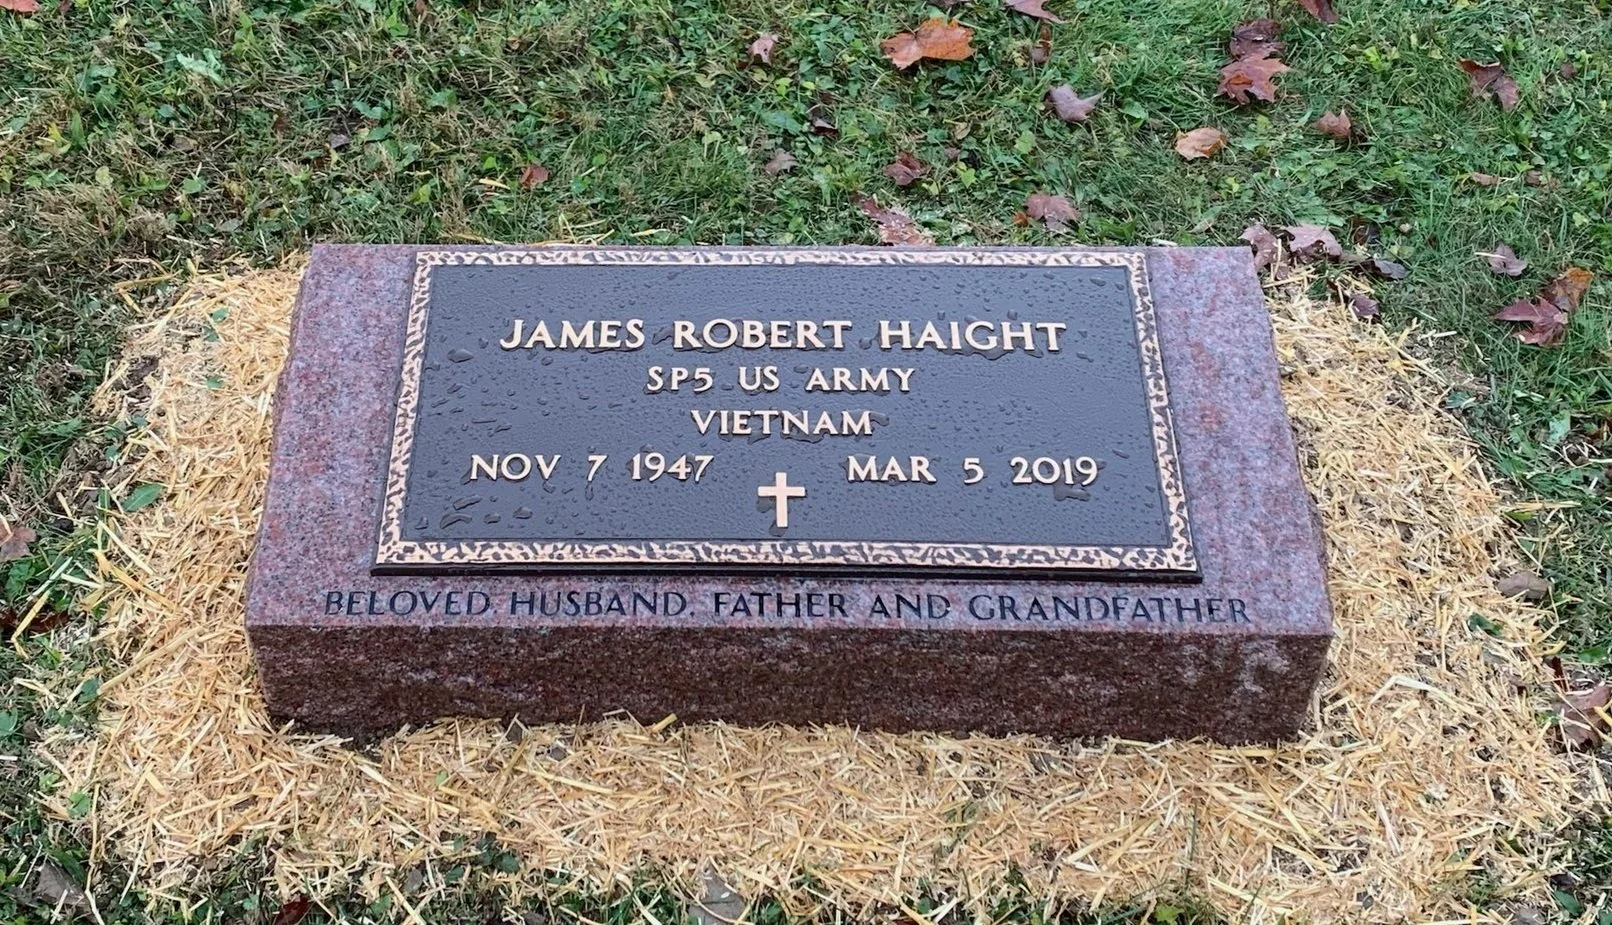 JAMES ROBERT HAIGHT
SP5 US ARMY
VIETNAM
NOV 7 1947 MAR 5 2019
BELOVED HUSBAND, FATHER AND GRANDFATHER